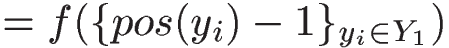 = f({pos(y_i) − 1}_{y_i∈Y_1})